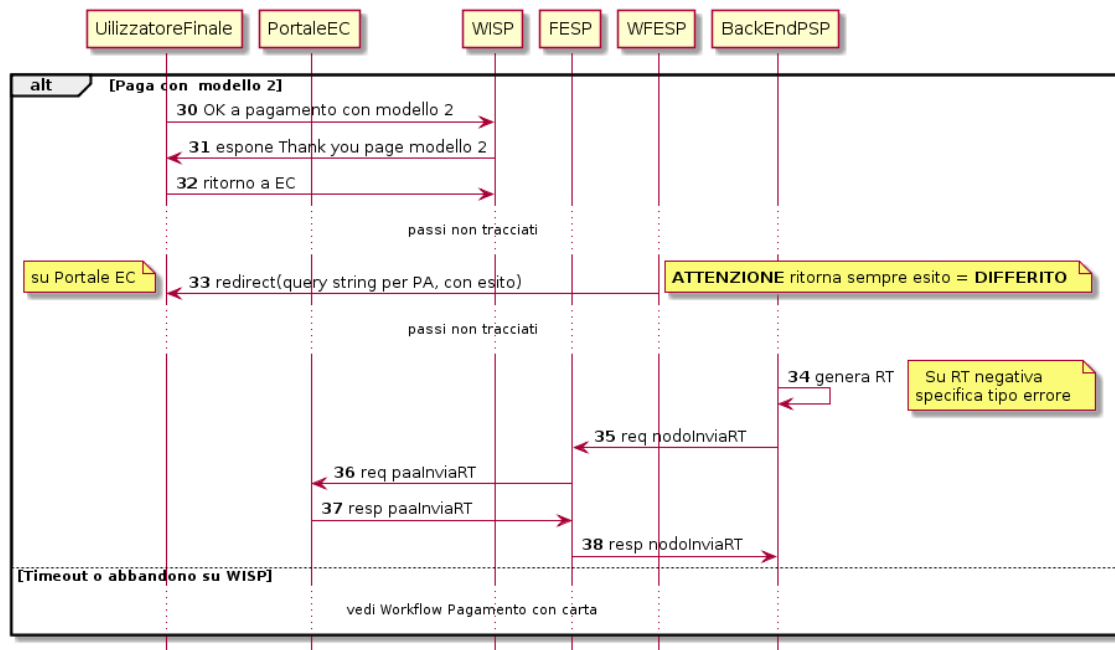 UilizzatoreFinale
PortaleEC
WISP
FESP
WFESP
BackEndPSP
alt
[Paga con modello 2]
30 OK a pagamento con modello 2
31 espone Thank you page modello 2
32 ritorno a EC
passi non tracciati
su Portale EC
33 redirect(query string per PA, con esito)
ATTENZIONE ritorna sempre esito = DIFFERITO
passi non tracciati
34 genera RT
Su RT negativa
specifica tipo errore
35 req nodoInviaRT
36 req paaInviaRT
37 resp paaInviaRT
38 resp nodoInviaRT
[Timeout o abbandono su WISP]
vedi Workflow Pagamento con carta